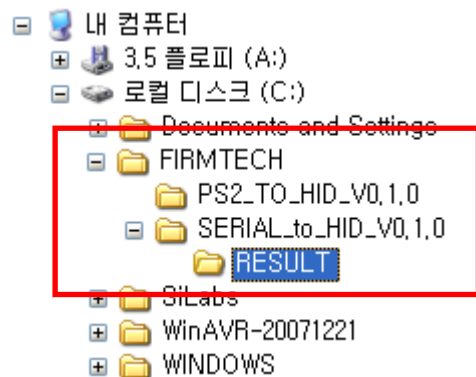 내 컴퓨터
3,5 플로피 (A:)
로컬 디스크 (C:)
Documents and Settings
FIRMTECH
PS2_TO_HID_V0,1,0
SERIAL_to_HID_V0,1,0
RESULT
SiLabs
WinAVR-20071221
WINDOWS